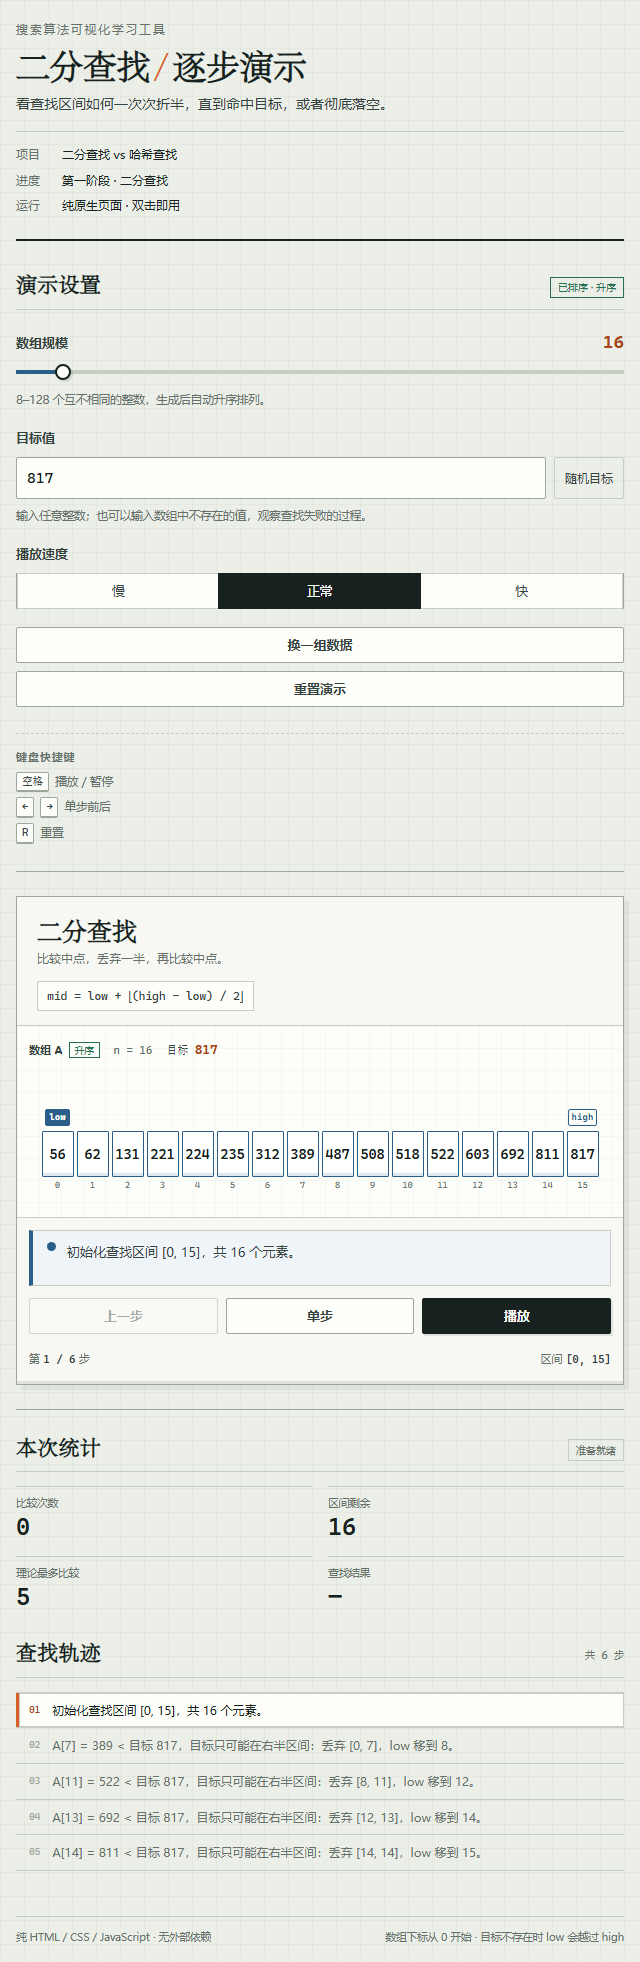 搜索算法可视化学习工具
二分查找/逐步演示
看查找区间如何一次次折半，直到命中目标，或者彻底落空。
项目 二分查找 vs 哈希查找
进度 第一阶段 · 二分查找
运行 纯原生页面 · 双击即用
演示设置 已排序 · 升序
数组规模 16
8–128 个互不相同的整数，生成后自动升序排列。
目标值
817 随机目标
输入任意整数；也可以输入数组中不存在的值，观察查找失败的过程。
播放速度
慢 正常 快
换一组数据
重置演示
键盘快捷键
空格 播放 / 暂停
← → 单步前后
R 重置
二分查找
比较中点，丢弃一半，再比较中点。
mid = low + ⌊(high − low) / 2⌋
数组 A 升序 n = 16 目标 817
low high
56 62 131 221 224 235 312 389 487 508 518 522 603 692 811 817
0 1 2 3 4 5 6 7 8 9 10 11 12 13 14 15
初始化查找区间 [0, 15]，共 16 个元素。
上一步 单步 播放
第 1 / 6 步 区间 [0, 15]
本次统计 准备就绪
比较次数 区间剩余
0 16
理论最多比较 查找结果
5 —
查找轨迹 共 6 步
01 初始化查找区间 [0, 15]，共 16 个元素。
02 A[7] = 389 < 目标 817，目标只可能在右半区间：丢弃 [0, 7]，low 移到 8。
03 A[11] = 522 < 目标 817，目标只可能在右半区间：丢弃 [8, 11]，low 移到 12。
04 A[13] = 692 < 目标 817，目标只可能在右半区间：丢弃 [12, 13]，low 移到 14。
05 A[14] = 811 < 目标 817，目标只可能在右半区间：丢弃 [14, 14]，low 移到 15。
纯 HTML / CSS / JavaScript · 无外部依赖 数组下标从 0 开始 · 目标不存在时 low 会越过 high